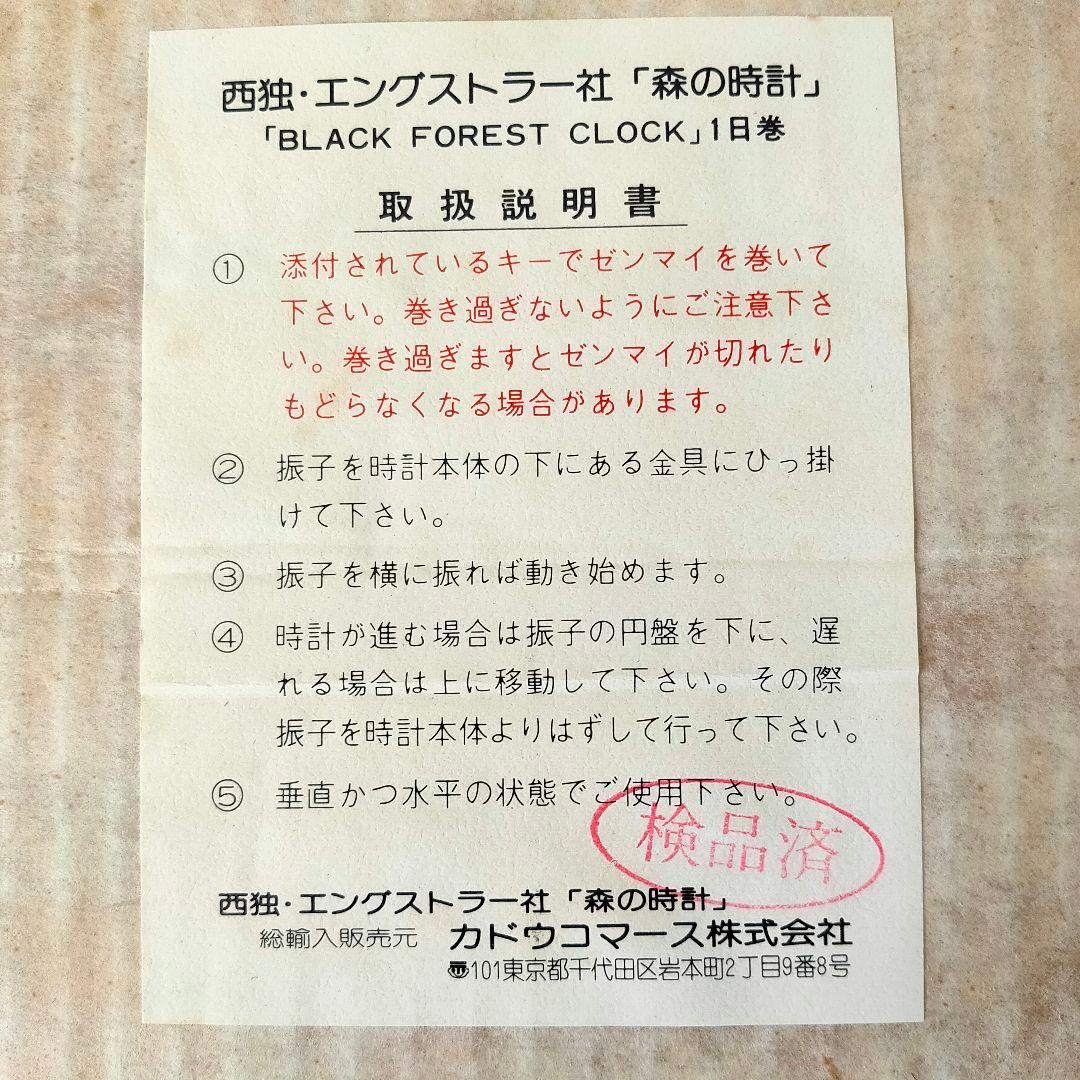 西独・エングストラー社「森の時計」
「BLACK FOREST CLOCK」1日巻
取扱説明書
① 添付されているキーでゼンマイを巻いて
下さい。巻き過ぎないようにご注意下さ
い。巻き過ぎますとゼンマイが切れたり
もどらなくなる場合があります。
② 振子を時計本体の下にある金具にひっ掛
けて下さい。
③ 振子を横に振れば動き始めます。
④ 時計が進む場合は振子の円盤を下に、遅
れる場合は上に移動して下さい。その際
振子を時計本体よりはずして行って下さい。
⑤ 垂直かつ水平の状態でご使用下さい。
検品済
西独・エングストラー社「森の時計」
総輸入販売元 カドウコマース株式会社
〠101東京都千代田区岩本町2丁目9番8号